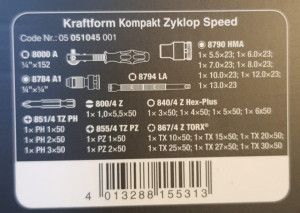 Kraftform Kompakt Zyklop Speed
Code Nr.: 05 051045 001
8000 A
¼"×152
8790 HMA
1× 5.5×23; 1× 6.0×23;
1× 7.0×23; 1× 8.0×23;
1× 10.0×23; 1× 12.0×23;
1× 13.0×23
8784 A1
¼"×¼"
8794 LA
851/4 TZ PH
1× PH 1×50
1× PH 2×50
1× PH 3×50
800/4 Z
1× 1,0×5,5×50
840/4 Z Hex-Plus
1× 3×50; 1× 4×50; 1× 5×50; 1× 6x50
855/4 TZ PZ
1× PZ 1×50
1× PZ 2×50
867/4 Z TORX®
1× TX 10×50; 1× TX 15×50; 1× TX 20×50;
1× TX 25×50; 1× TX 27×50; 1× TX 30×50
4 013288 155313